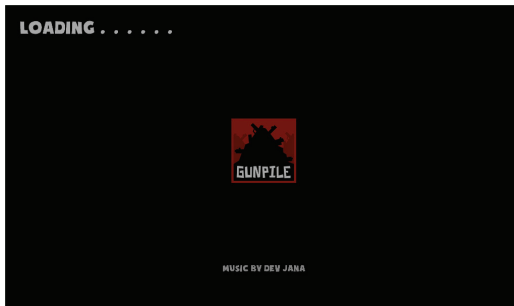 LOADING . . . . . .
GUNPILE
MUSIC BY DEV JANA